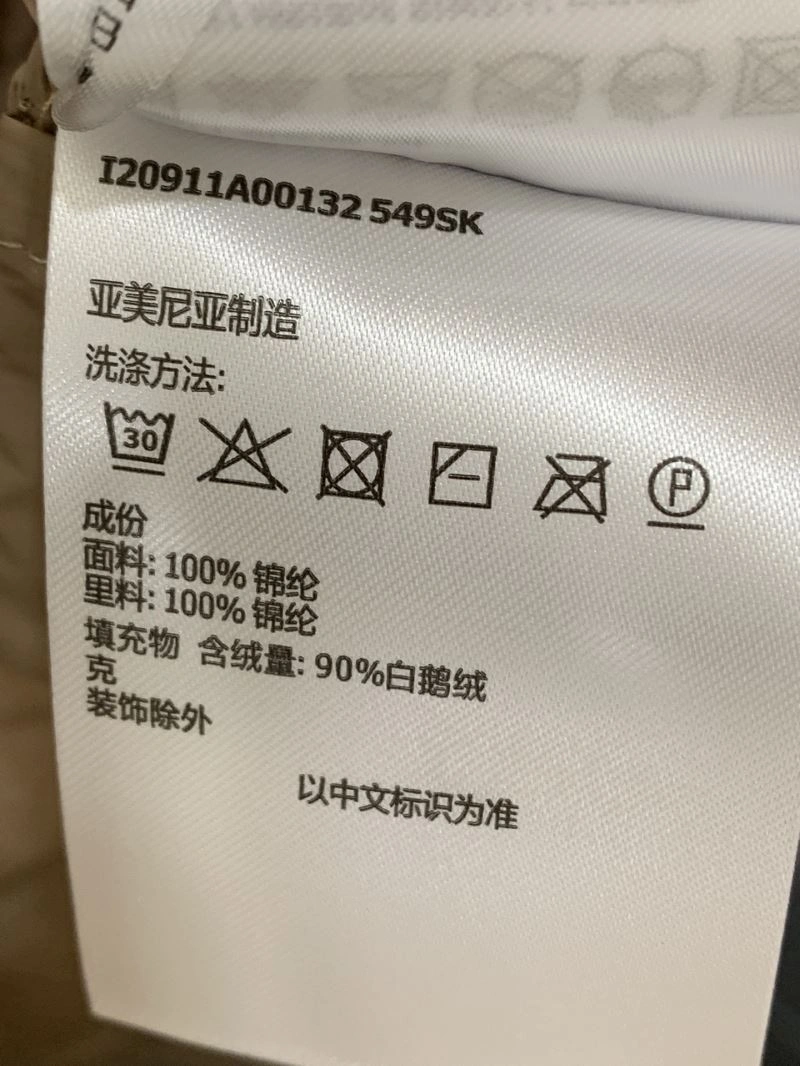 I20911A00132 549SK
亚美尼亚制造
洗涤方法:
30
P
成份
面料: 100% 锦纶
里料: 100% 锦纶
填充物 含绒量: 90%白鹅绒
克
装饰除外
以中文标识为准